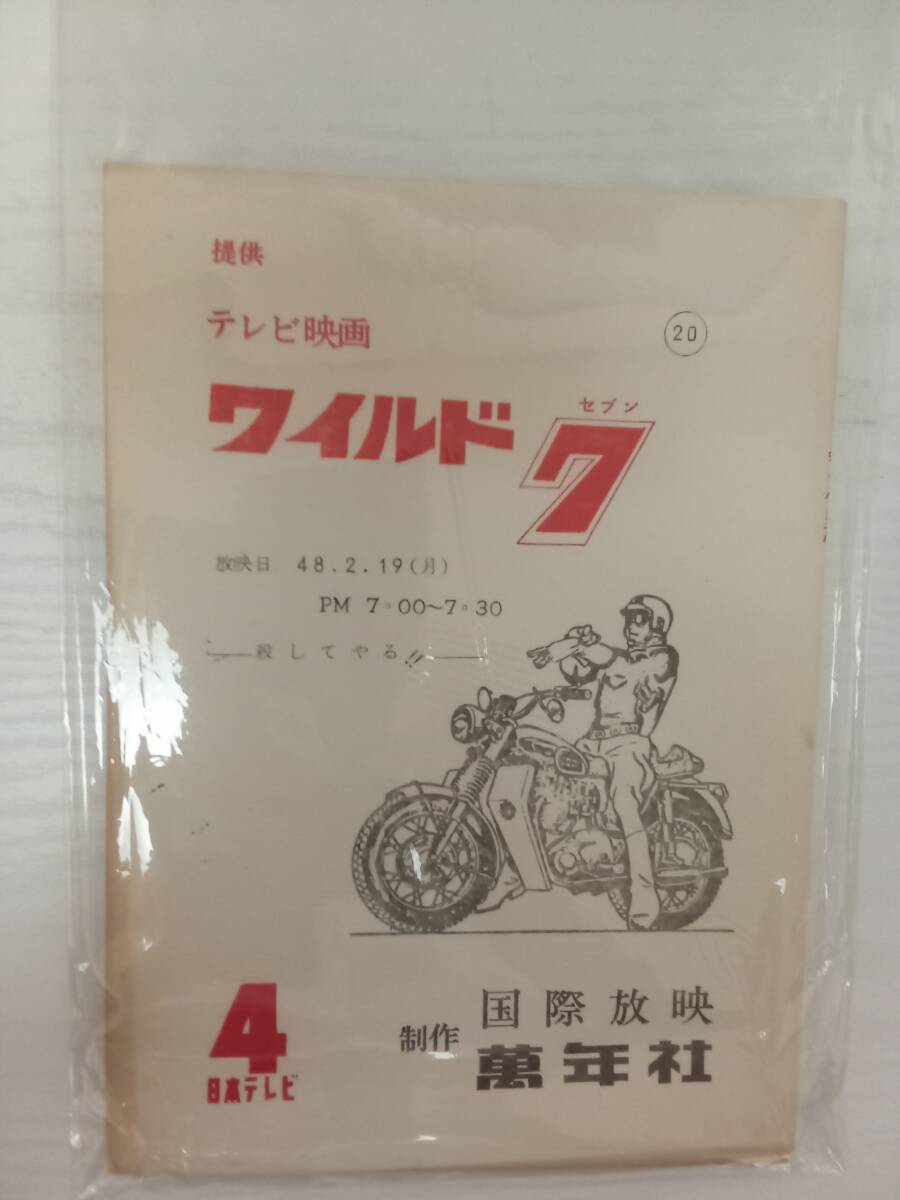 提供
テレビ映画
20
ワイルド7
セブン
放映日 48.2.19(月)
PM 7.00~7.30
殺してやる!!
制作 国際放映
萬年社
4
日本テレビ